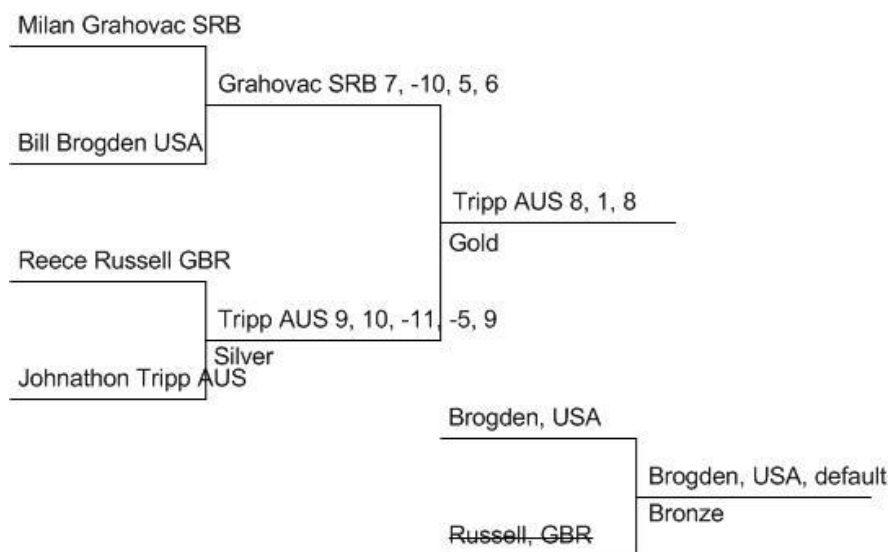 Milan Grahovac SRB
Grahovac SRB 7, -10, 5, 6
Bill Brogden USA
Tripp AUS 8, 1, 8
Gold
Reece Russell GBR
Tripp AUS 9, 10, -11, -5, 9
Silver
Johnathon Tripp AUS
Brogden, USA
Brogden, USA, default
Bronze
Russell, GBR